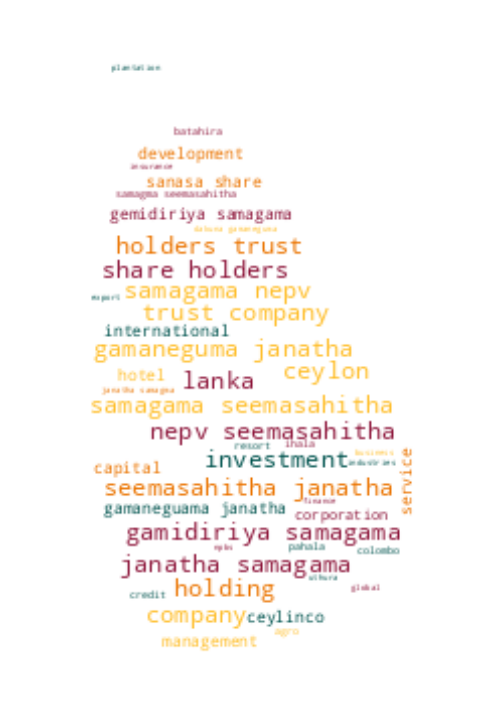 plantation
batahira
development
insurance
sanasa share
samagma seemasahitha
gemidiriya samagama
dakunu gamaneguma
holders trust
share holders
export samagama nepv
trust company
international
gamaneguma janatha
hotel lanka ceylon
janatha samagma
samagama seemasahitha
nepv seemasahitha
resort ihala
investment business
industries
capital service
seemasahitha janatha
finance
gamaneguama janatha
corporation
gamidiriya samagama
pahala colombo
janatha samagama
uthura
holding global
credit
company ceylinco
agro
management